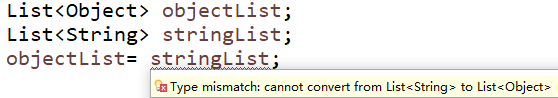 List<Object> objectList;
List<String> stringList;
objectList= stringList;
Type mismatch: cannot convert from List<String> to List<Object>